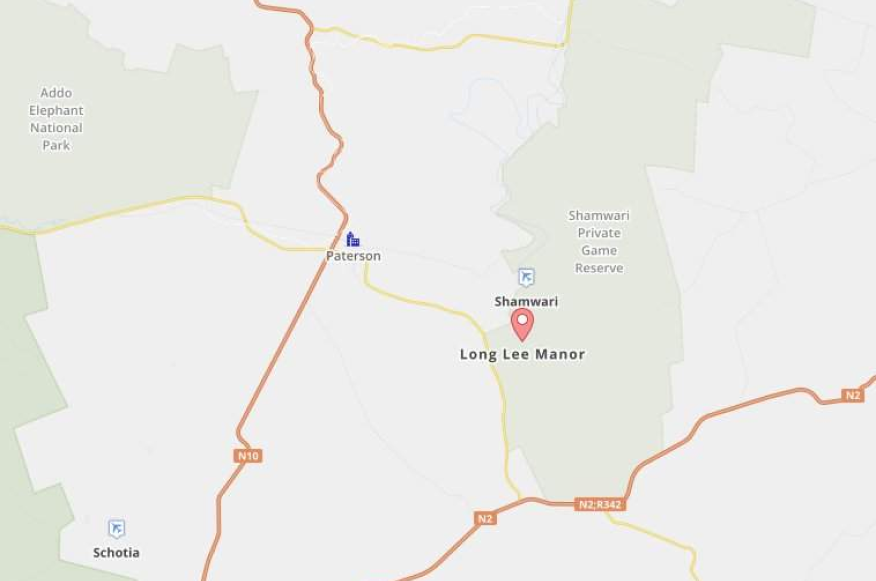 Addo
Elephant
National
Park
Shamwari
Private
Game
Reserve
Paterson
Shamwari
Long Lee Manor
N2
N10
N2;R342
N2
Schotia